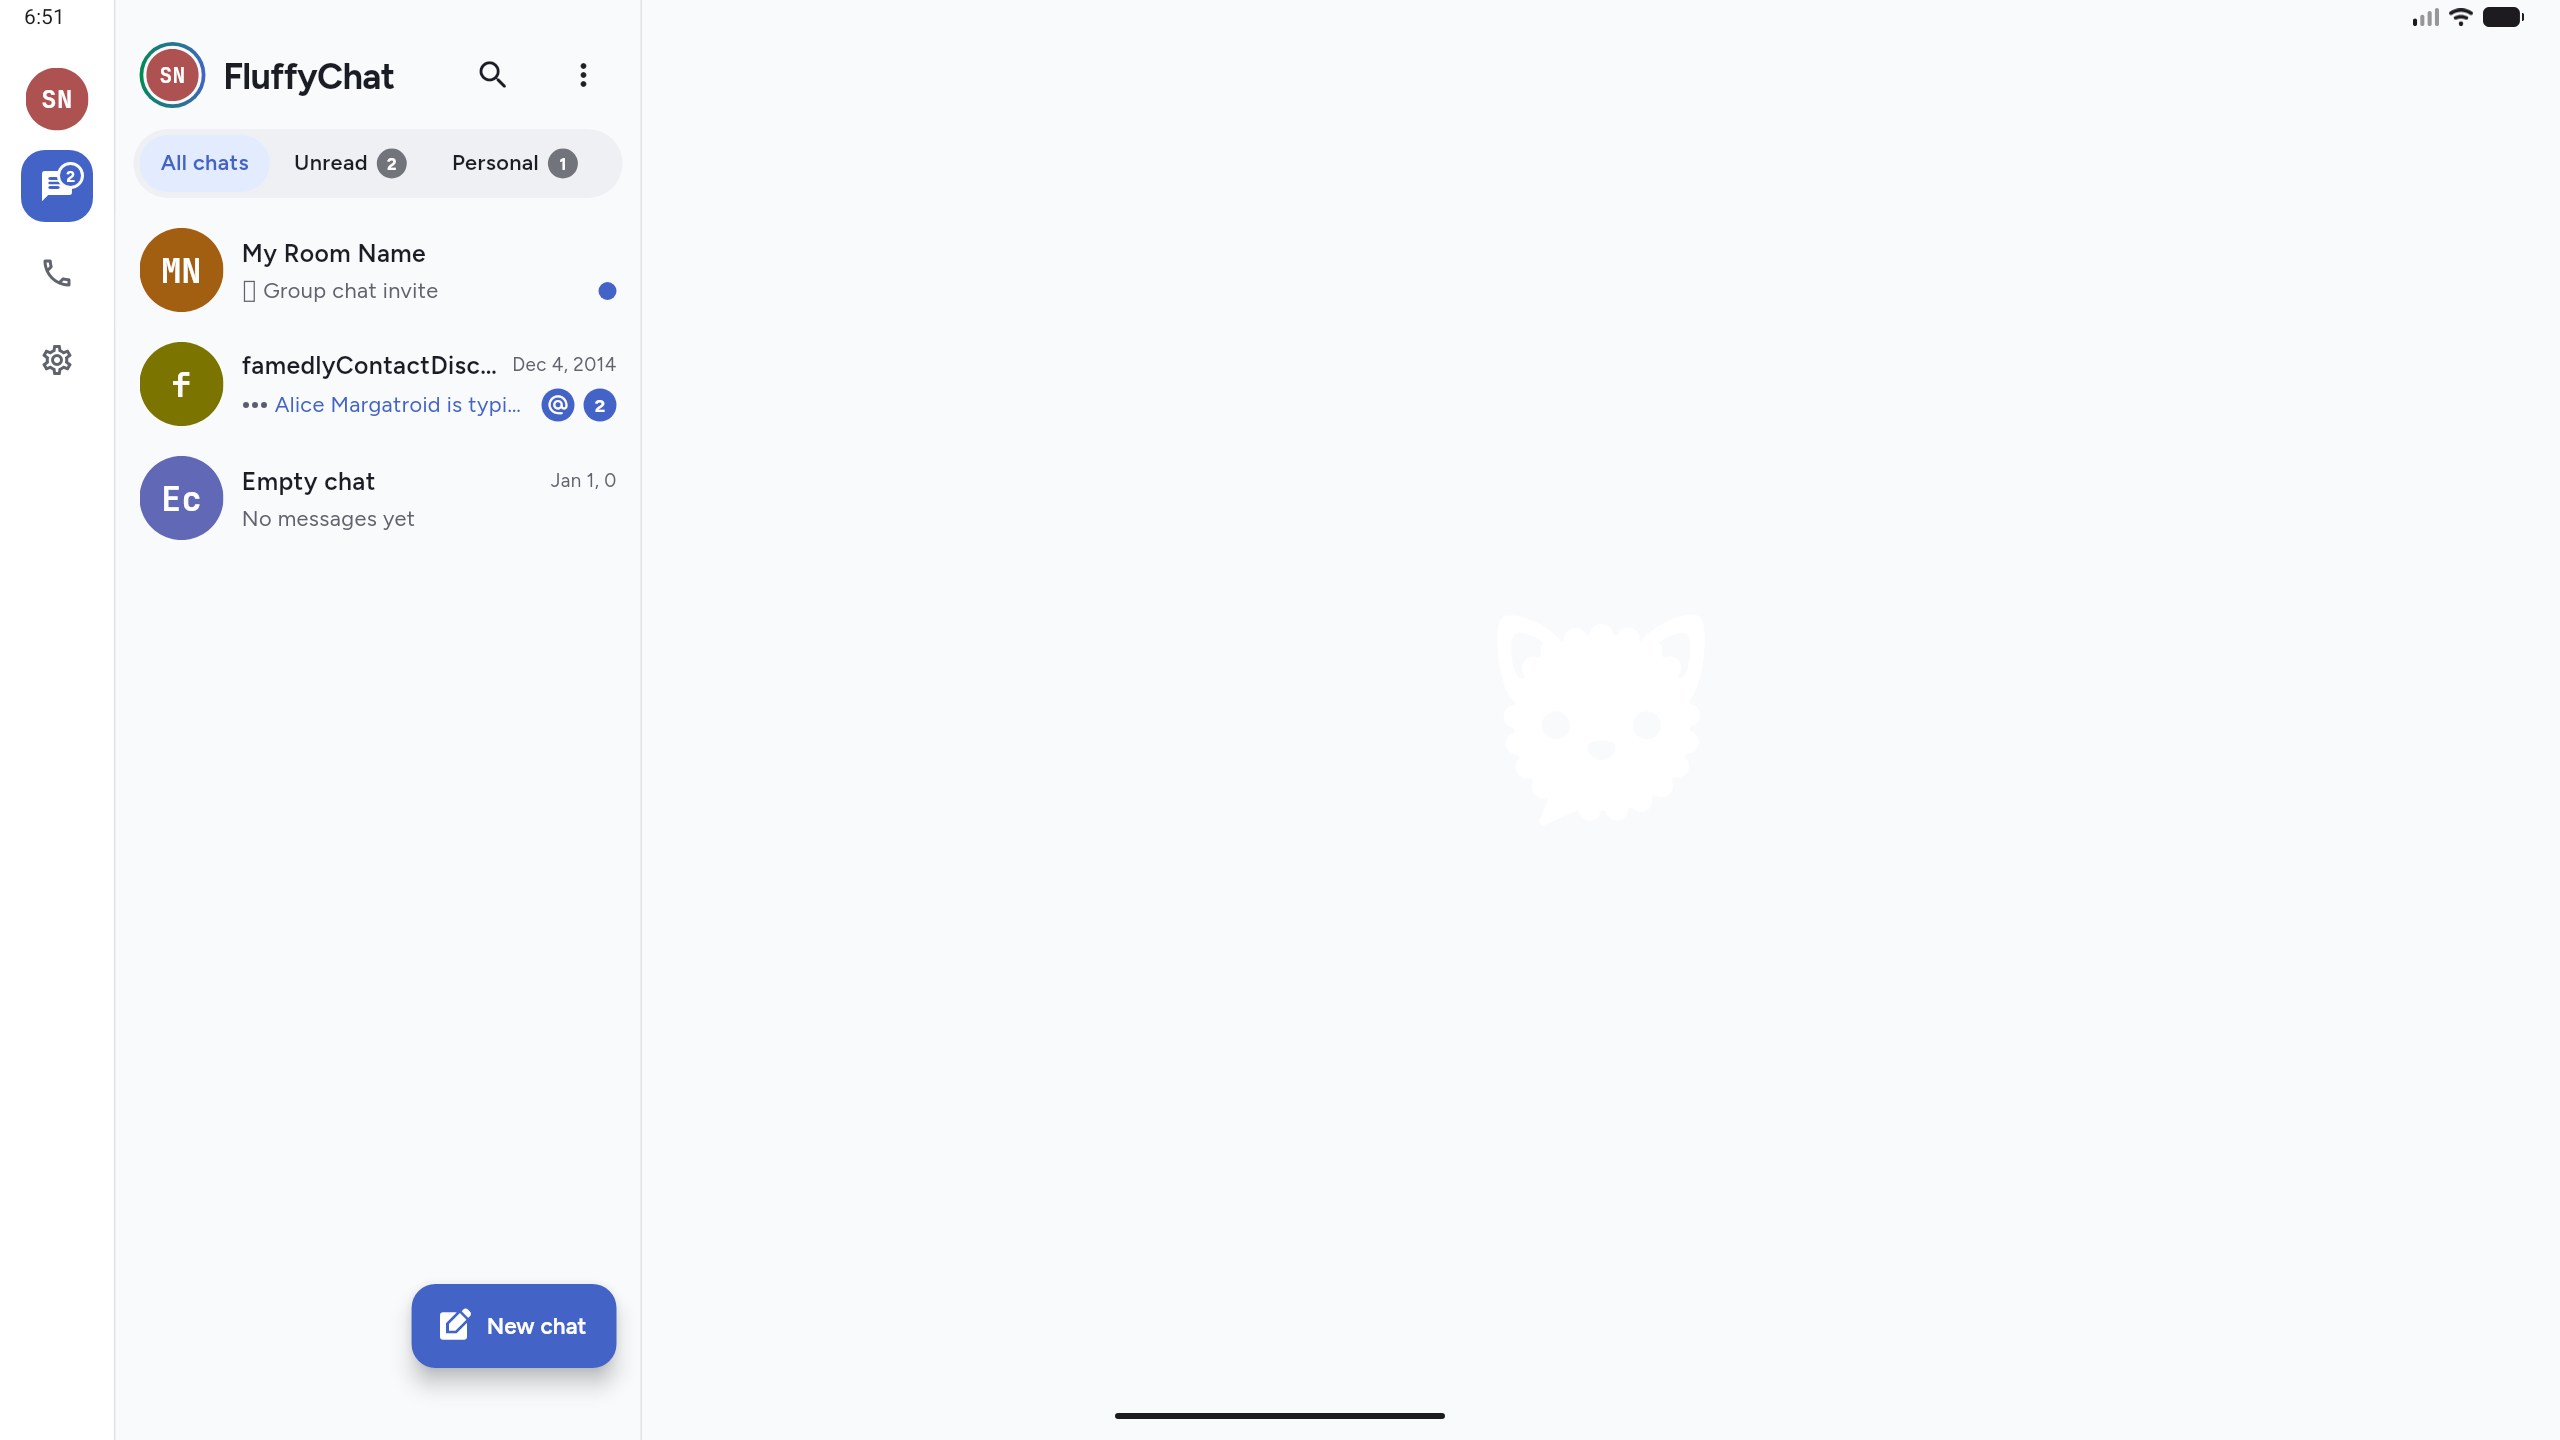 6:51
SN
2
SN
FluffyChat
All chats
Unread 2
Personal 1
MN
My Room Name
Group chat invite
f
famedlyContactDisc...
Dec 4, 2014
Alice Margatroid is typi...
@ 2
Ec
Empty chat
Jan 1, 0
No messages yet
New chat